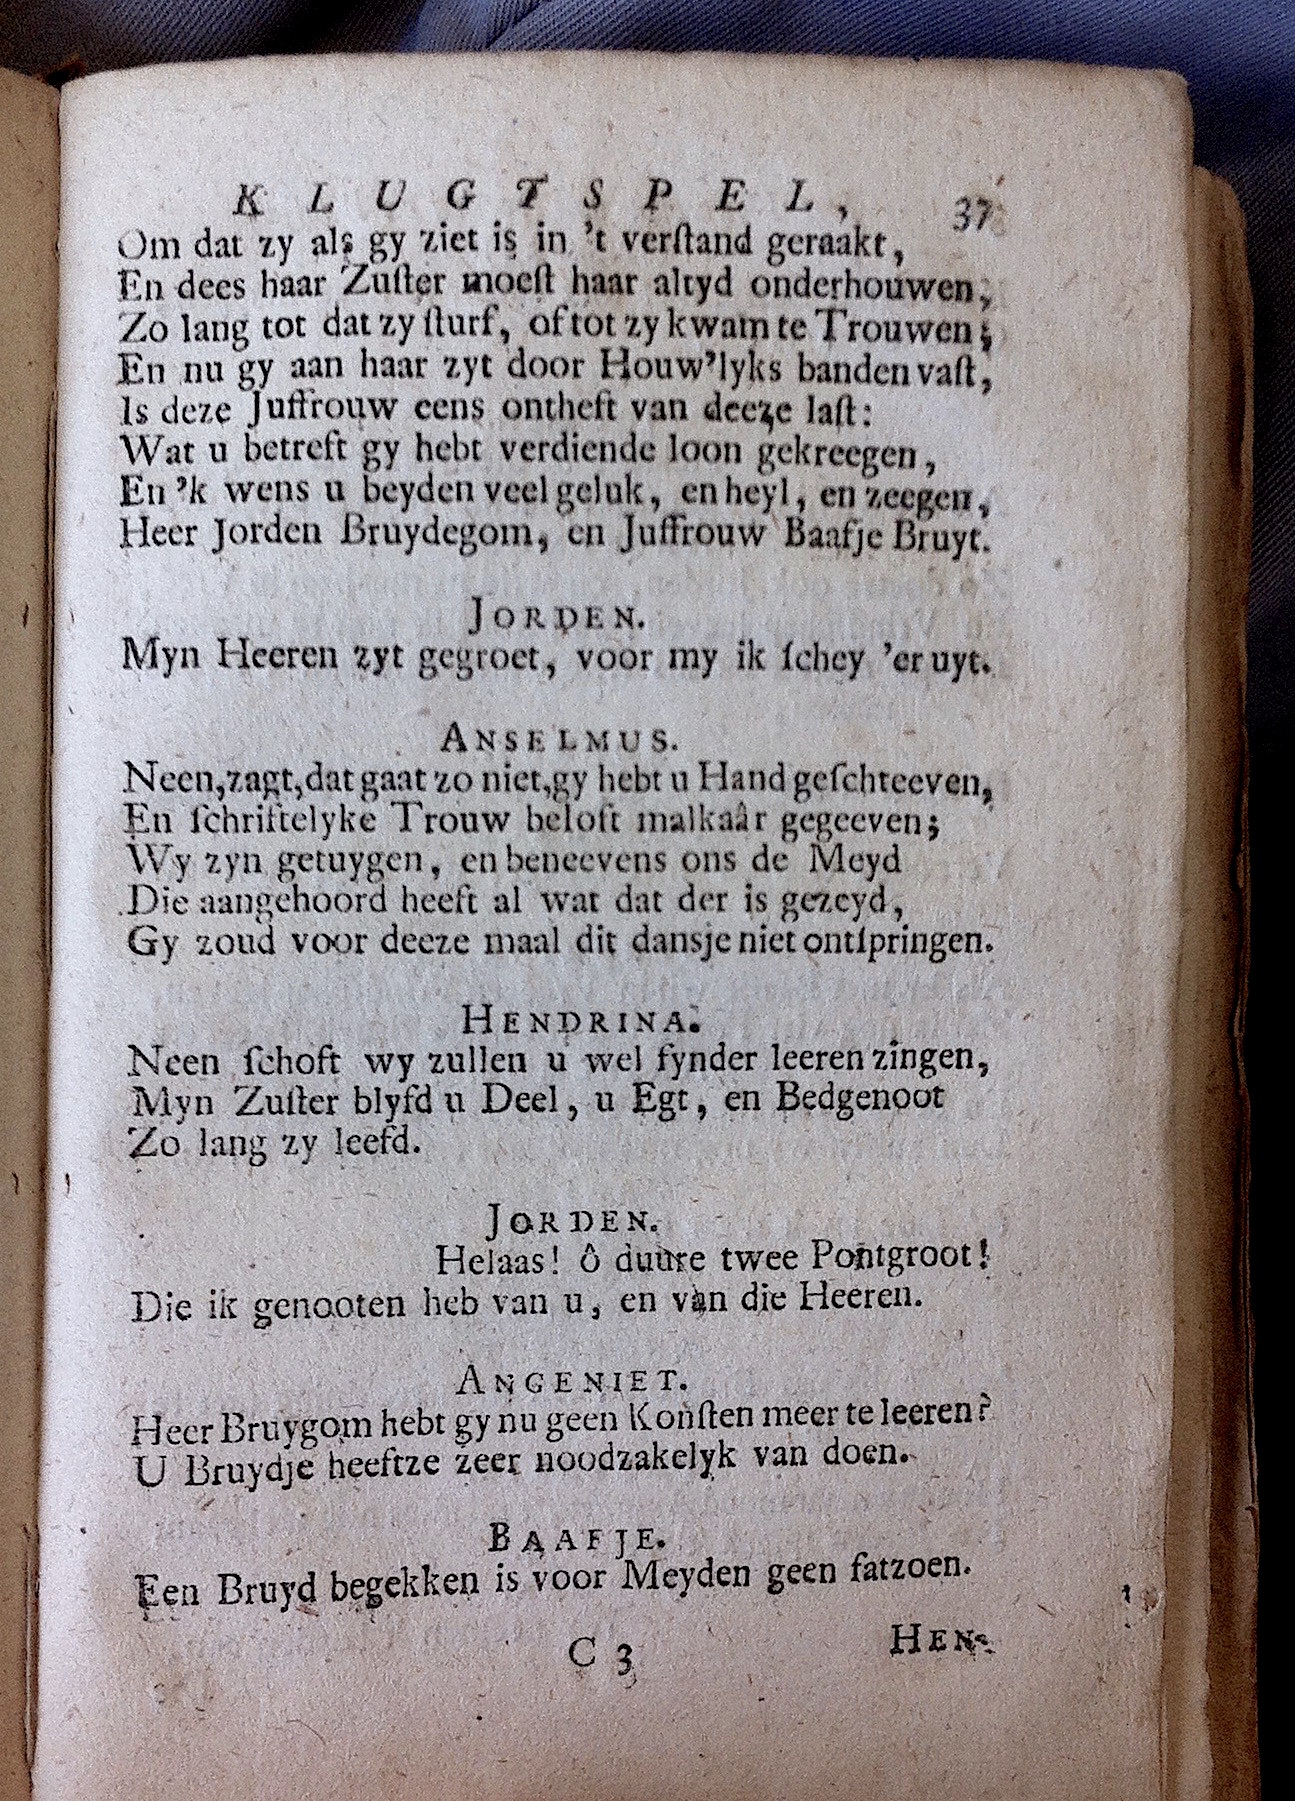 KLUGTSPEL, 37
Om dat zy als gy ziet is in 't verſtand geraakt,
En dees haar Zuſter moeſt haar altyd onderhouwen,
Zo lang tot dat zy ſturf, of tot zy kwam te Trouwen;
En nu gy aan haar zyt door Houw'lyks banden vaſt,
Is deze Juffrouw eens ontheft van deeze laſt:
Wat u betreft gy hebt verdiende loon gekreegen,
En 'k wens u beyden veel geluk, en heyl, en zeegen,
Heer Jorden Bruydegom, en Juffrouw Baafje Bruyt.
JORDEN.
Myn Heeren zyt gegroet, voor my ik ſchey 'er uyt.
ANSELMUS.
Neen, zagt, dat gaat zo niet, gy hebt u Hand geſchteeven,
En ſchriftelyke Trouw beloft malkaâr gegeeven;
Wy zyn getuygen, en beneevens ons de Meyd
Die aangehoord heeft al wat dat der is gezeyd,
Gy zoud voor deeze maal dit dansje niet ontſpringen.
HENDRINA.
Neen ſchoft wy zullen u wel fynder leeren zingen,
Myn Zuſter blyfd u Deel, u Egt, en Bedgenoot
Zo lang zy leefd.
JORDEN.
Helaas! ô duure twee Pontgroot!
Die ik genooten heb van u, en van die Heeren.
ANGENIET.
Heer Bruygom hebt gy nu geen Konſten meer te leeren?
U Bruydje heeftze zeer noodzakelyk van doen.
BAAFJE.
Een Bruyd begekken is voor Meyden geen fatzoen.
C 3 HEN-